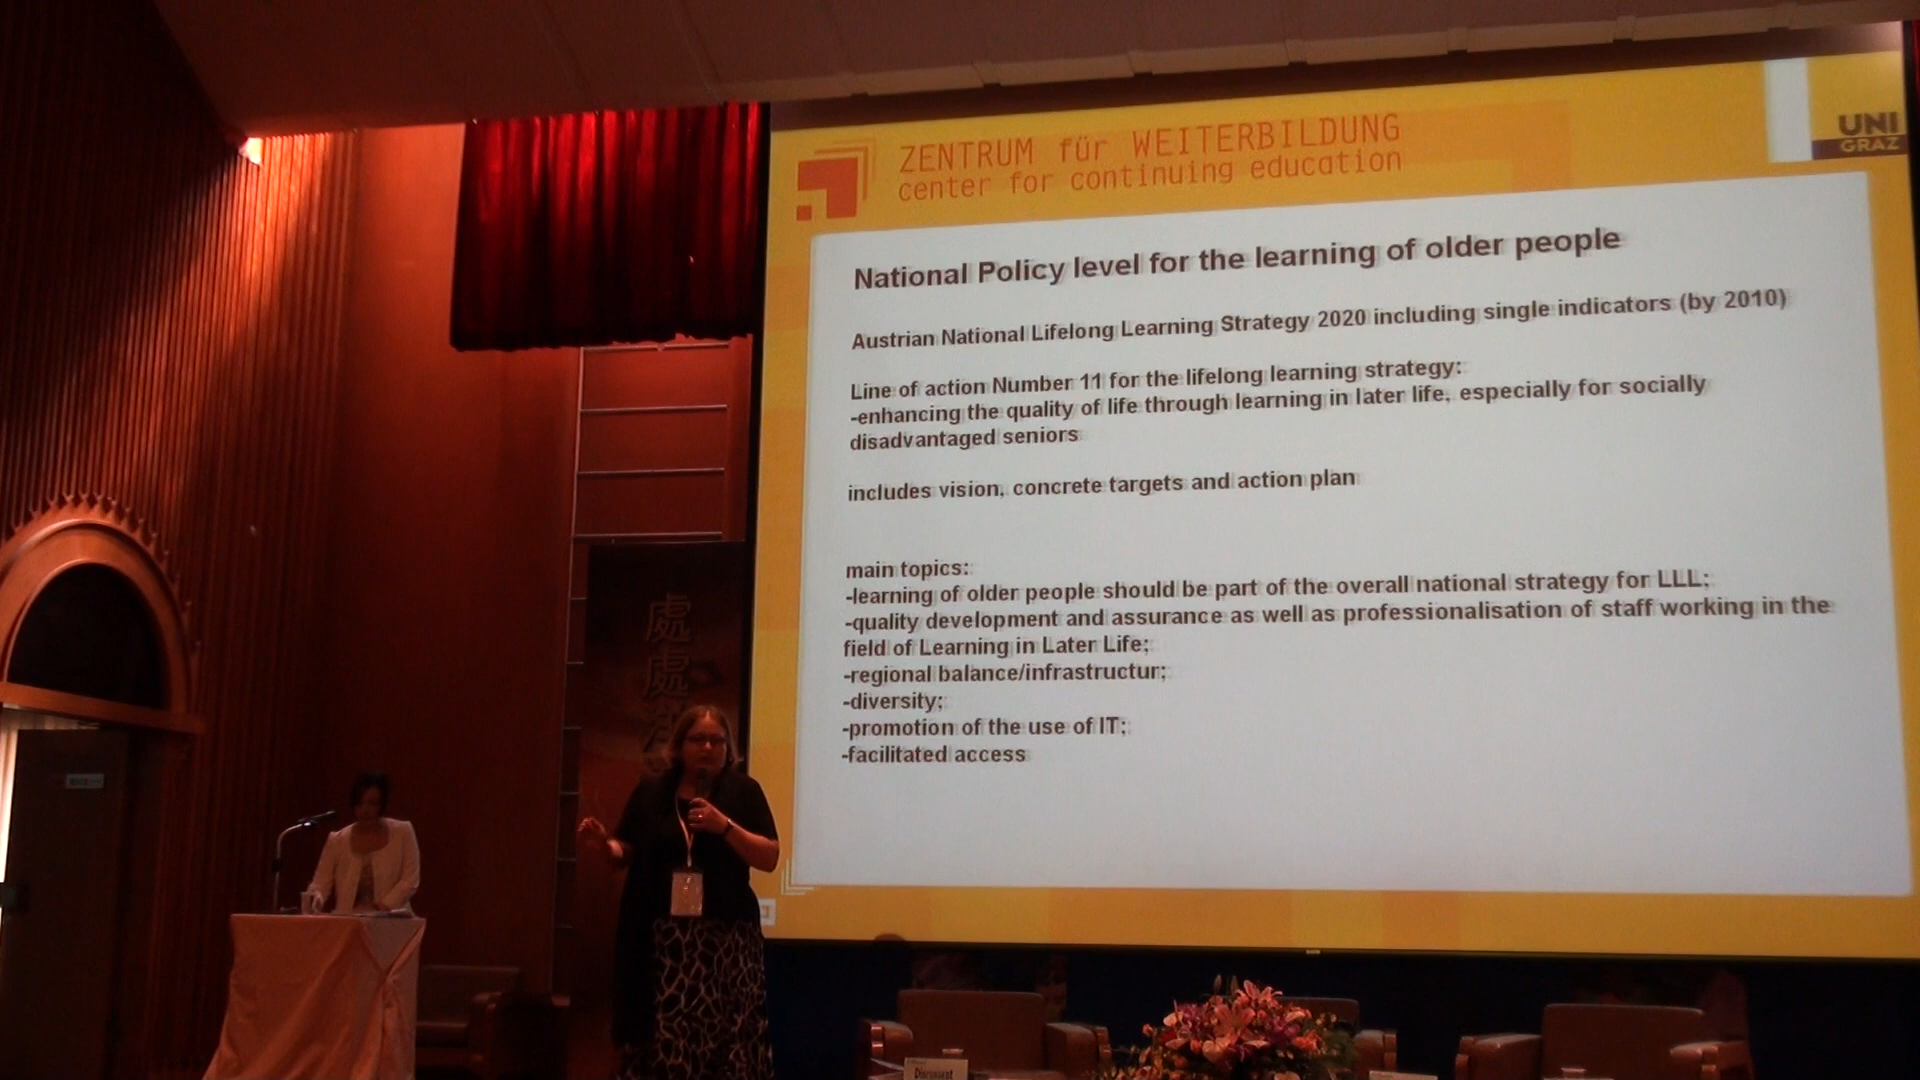 ZENTRUM für WEITERBILDUNG
center for continuing education
UNI
GRAZ
National Policy level for the learning of older people
Austrian National Lifelong Learning Strategy 2020 including single indicators (by 2010)
Line of action Number 11 for the lifelong learning strategy:
-enhancing the quality of life through learning in later life, especially for socially
disadvantaged seniors
includes vision, concrete targets and action plan
main topics:
-learning of older people should be part of the overall national strategy for LLL;
-quality development and assurance as well as professionalisation of staff working in the
field of Learning in Later Life;
-regional balance/infrastructur;
-diversity;
-promotion of the use of IT;
-facilitated access
處
處
Discussant